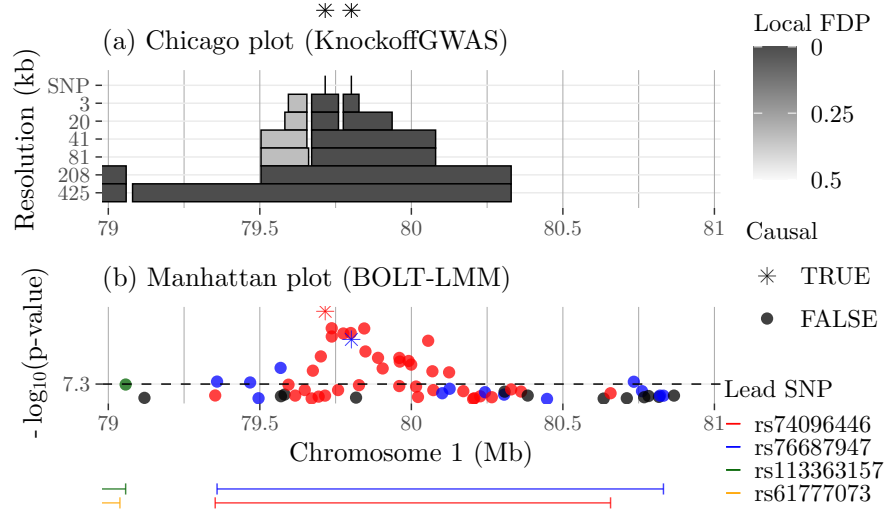 (a) Chicago plot (KnockoffGWAS)
Resolution (kb)
SNP
3
20
41
81
208
425
79
79.5
80
80.5
81
Local FDP
0
0.25
0.5
Causal
TRUE
FALSE
(b) Manhattan plot (BOLT-LMM)
- log10(p-value)
7.3
79
79.5
80
80.5
81
Chromosome 1 (Mb)
Lead SNP
rs74096446
rs76687947
rs113363157
rs61777073